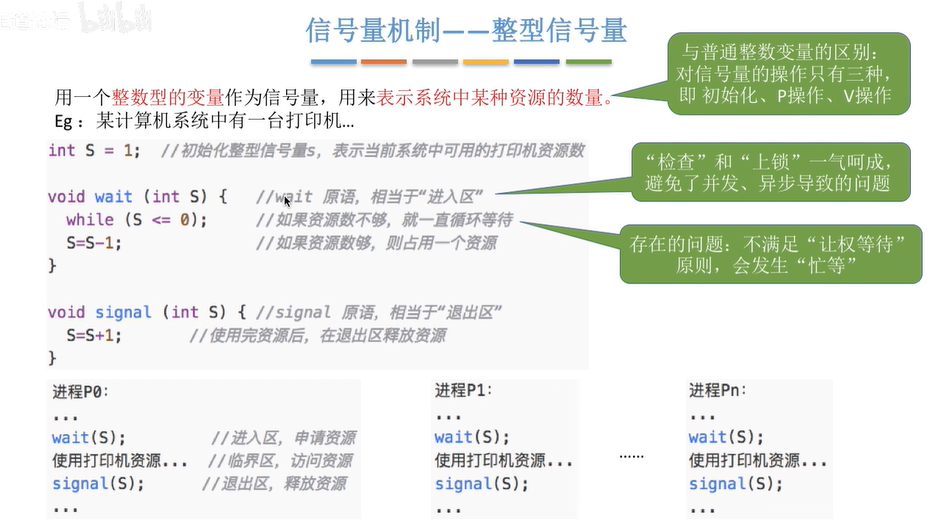 信号量机制——整型信号量
与普通整数变量的区别：
对信号量的操作只有三种，
即 初始化、P操作、V操作
用一个整数型的变量作为信号量，用来表示系统中某种资源的数量。
Eg：某计算机系统中有一台打印机...
int S = 1;  //初始化整型信号量s，表示当前系统中可用的打印机资源数
“检查”和“上锁”一气呵成，
避免了并发、异步导致的问题
void wait (int S) {   //wait 原语，相当于“进入区”
while (S <= 0);   //如果资源数不够，就一直循环等待
S=S-1;   //如果资源数够，则占用一个资源
}
存在的问题：不满足“让权等待”
原则，会发生“忙等”
void signal (int S) { //signal 原语，相当于“退出区”
S=S+1;   //使用完资源后，在退出区释放资源
}
进程P0：
...
wait(S);   //进入区，申请资源
使用打印机资源...   //临界区，访问资源
signal(S);   //退出区，释放资源
...
进程P1：
...
wait(S);
使用打印机资源...
signal(S);
...
......
进程Pn：
...
wait(S);
使用打印机资源...
signal(S);
...